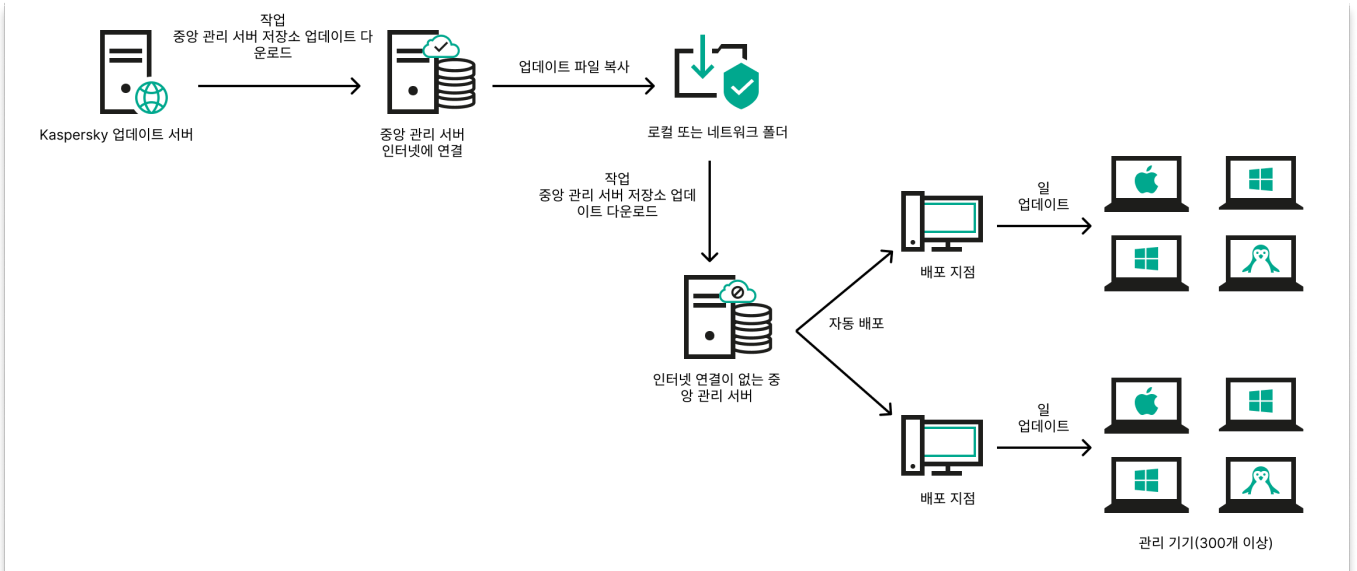 작업
중앙 관리 서버 저장소 업데이트 다
운로드
Kaspersky 업데이트 서버
중앙 관리 서버
인터넷에 연결
업데이트 파일 복사
로컬 또는 네트워크 폴더
작업
중앙 관리 서버 저장소 업데
이트 다운로드
인터넷 연결이 없는 중
앙 관리 서버
자동 배포
배포 지점
일
업데이트
배포 지점
일
업데이트
관리 기기(300개 이상)